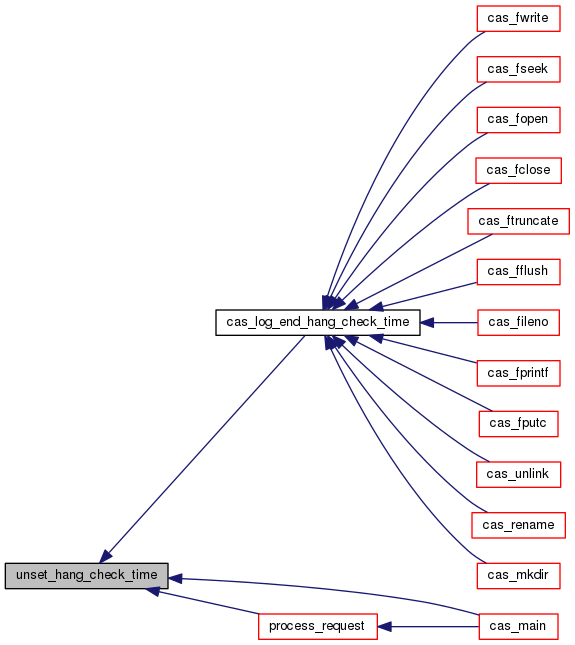 cas_fwrite
cas_fseek
cas_fopen
cas_fclose
cas_ftruncate
cas_fflush
cas_log_end_hang_check_time
cas_fileno
cas_fprintf
cas_fputc
cas_unlink
cas_rename
unset_hang_check_time
cas_mkdir
process_request
cas_main